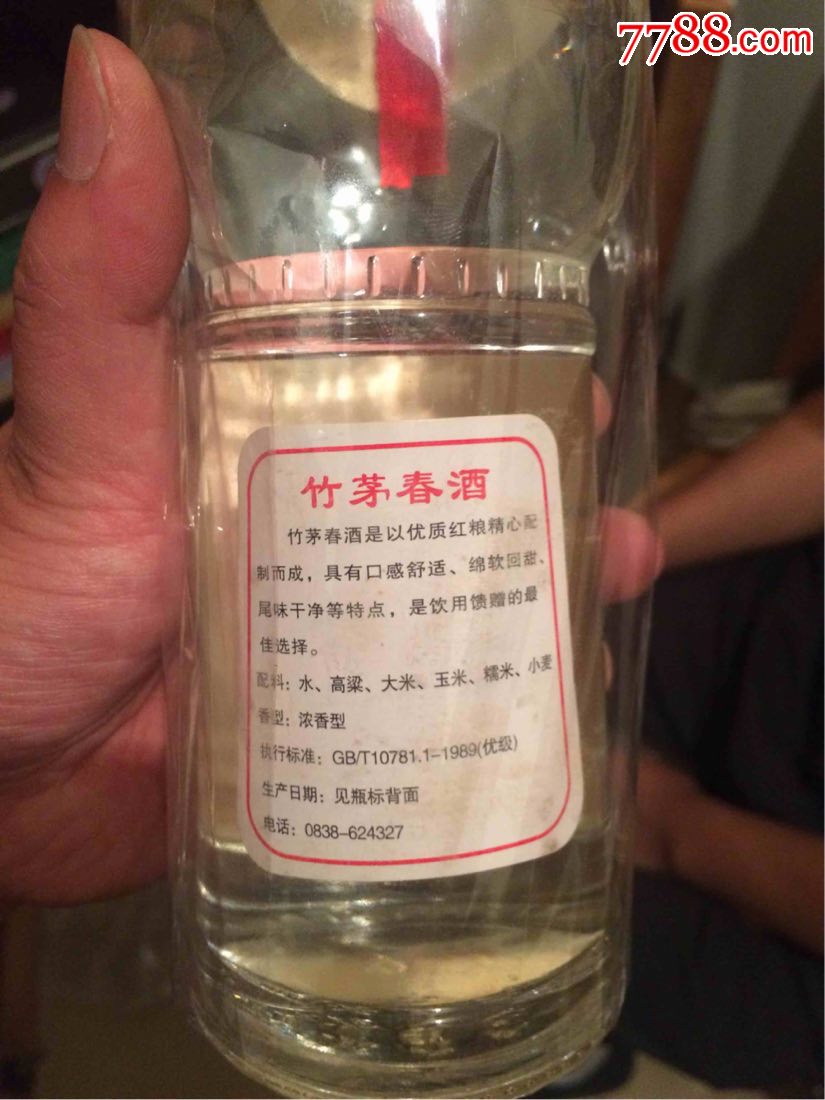 7788.com
竹茅春酒
竹茅春酒是以优质红粮精心配
制而成，具有口感舒适、绵软回甜、
尾味干净等特点，是饮用馈赠的最
佳选择。
配料：水、高粱、大米、玉米、糯米、小麦
香型：浓香型
执行标准：GB/T10781.1-1989(优级)
生产日期：见瓶标背面
电话：0838-624327